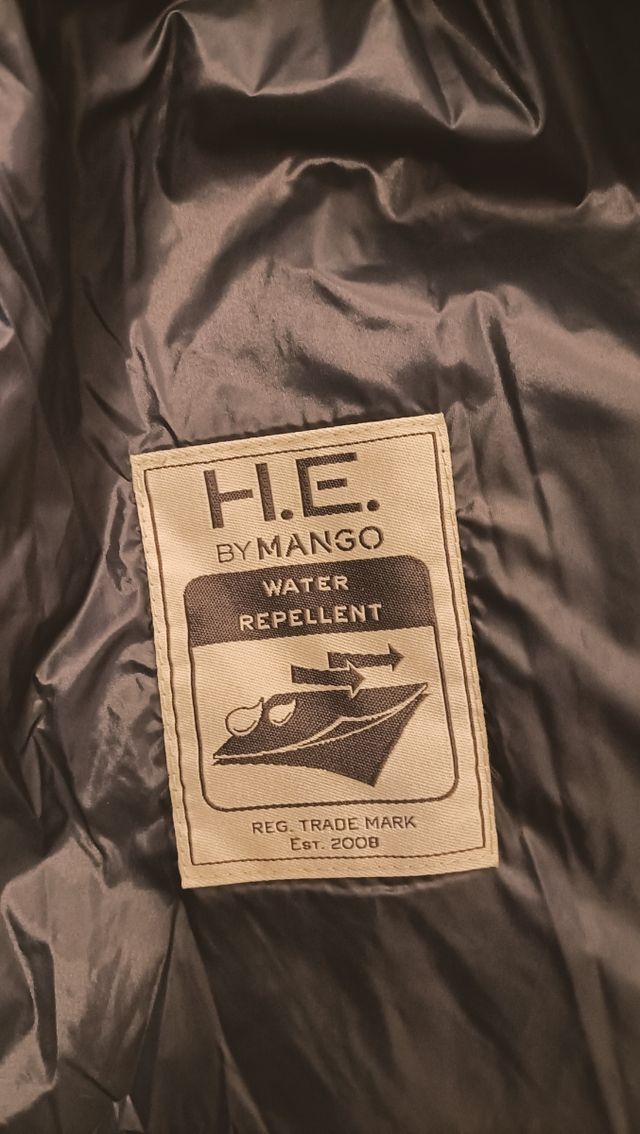 H.E.
BY MANGO
WATER
REPELLENT
REG. TRADE MARK
EST. 2008